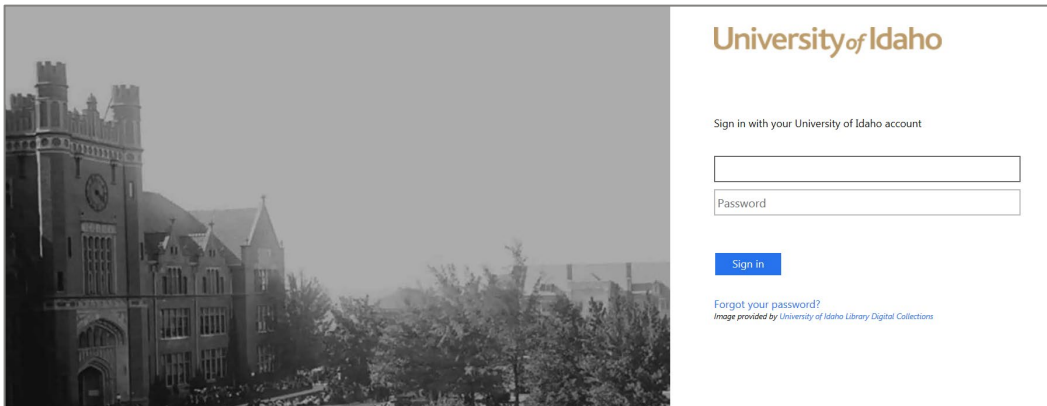 University of Idaho
Sign in with your University of Idaho account
Password
Sign in
Forgot your password?
Image provided by University of Idaho Library Digital Collections